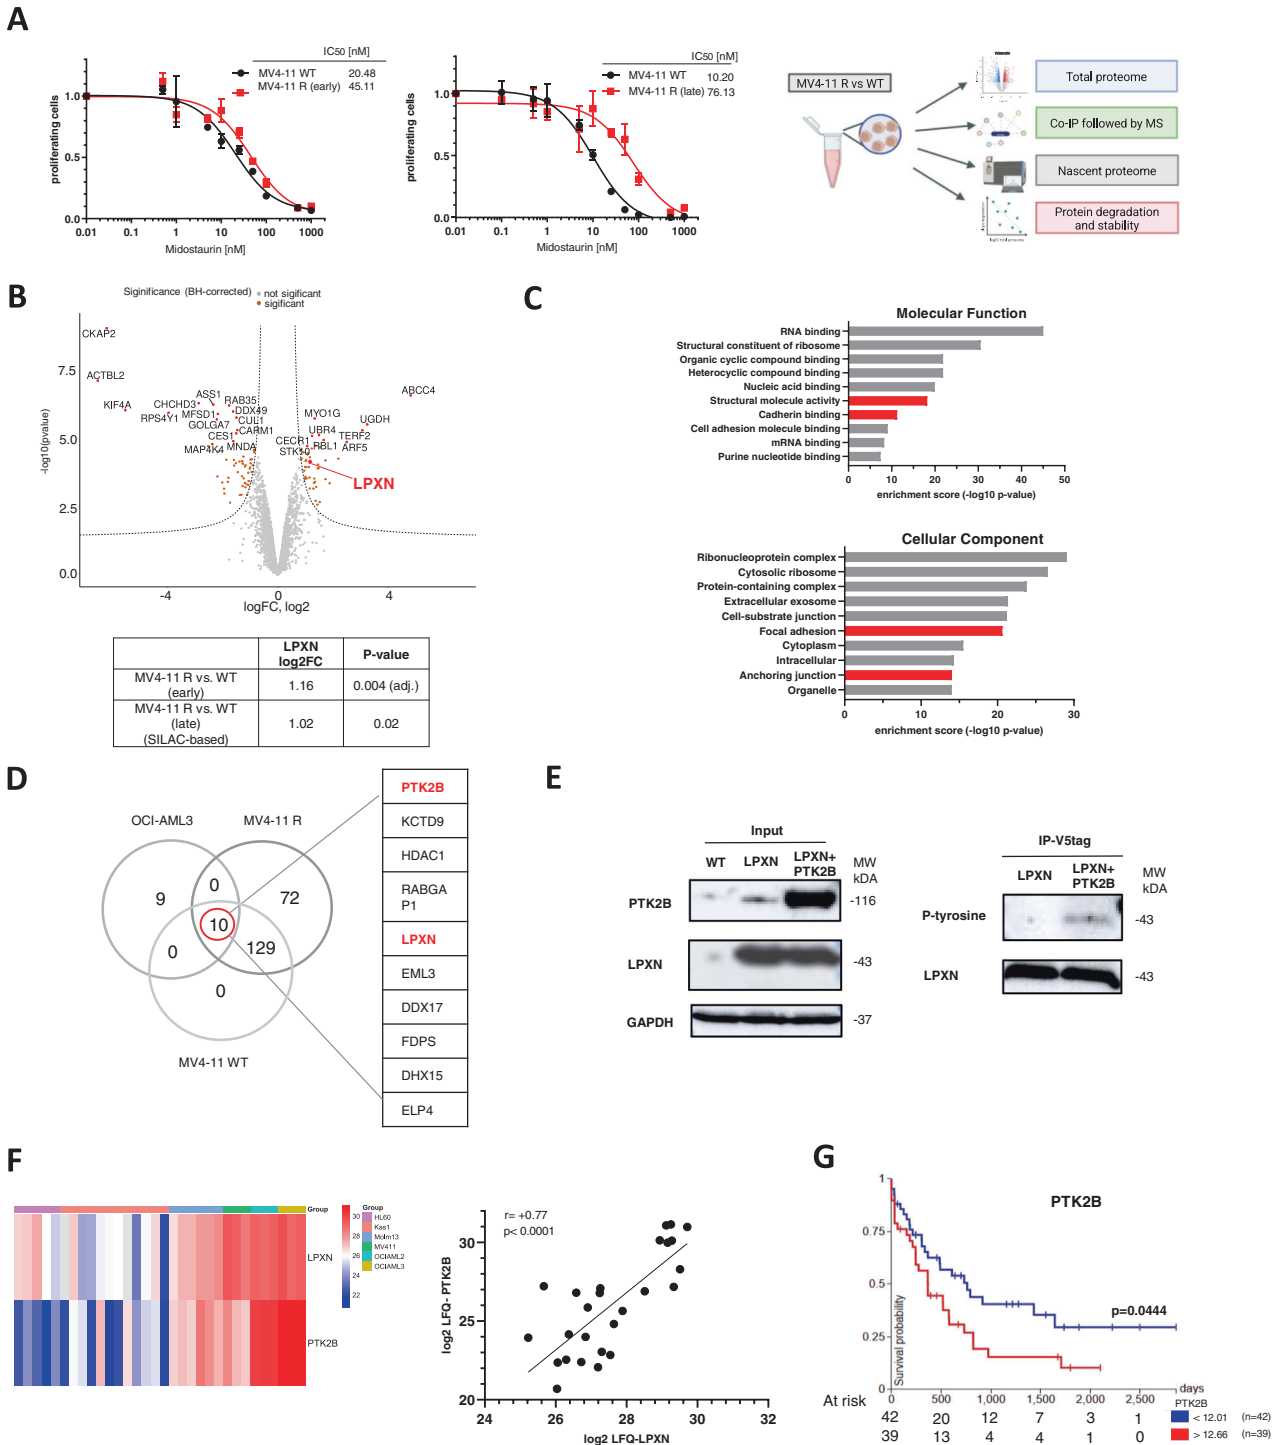 A
IC50 [nM]
MV4-11 WT 20.48
MV4-11 R (early) 45.11
proliferating cells
1.0
0.5
0.0
0.01 0.1 1 10 100 1000
Midostaurin [nM]
IC50 [nM]
MV4-11 WT 10.20
MV4-11 R (late) 76.13
proliferating cells
1.0
0.5
0.0
0.01 0.1 1 10 100 1000
Midostaurin [nM]
MV4-11 R vs WT
Total proteome
Co-IP followed by MS
Nascent proteome
Protein degradation
and stability
B
Siginificance (BH-corrected) not sigificant
sigificant
CKAP2
ACTBL2
KIF4A
CHCHD3
RPS4Y1
ASS1
RAB35
MFSD1
DDX49
GOLGA7
CUL1
CES1
CARM1
MAP4K4
MNDA
MYO1G
UBR4
CECR1
STK10
RBL1
TERF2
ARF5
UGDH
ABCC4
LPXN
-log10(pvalue)
7.5
5.0
2.5
0.0
-4 0 4
logFC, log2
LPXN
log2FC
P-value
MV4-11 R vs. WT
(early)
1.16
0.004 (adj.)
MV4-11 R vs. WT
(late)
(SILAC-based)
1.02
0.02
C
Molecular Function
RNA binding
Structural constituent of ribosome
Organic cyclic compound binding
Heterocyclic compound binding
Nucleic acid binding
Structural molecule activity
Cadherin binding
Cell adhesion molecule binding
mRNA binding
Purine nucleotide binding
0 10 20 30 40 50
enrichment score (-log10 p-value)
Cellular Component
Ribonucleoprotein complex
Cytosolic ribosome
Protein-containing complex
Extracellular exosome
Cell-substrate junction
Focal adhesion
Cytoplasm
Intracellular
Anchoring junction
Organelle
0 10 20 30
enrichment score (-log10 p-value)
D
OCI-AML3
MV4-11 R
9
0
72
10
0
129
0
MV4-11 WT
PTK2B
KCTD9
HDAC1
RABGA
P1
LPXN
EML3
DDX17
FDPS
DHX15
ELP4
E
Input
WT LPXN LPXN+
PTK2B
MW
kDA
PTK2B
-116
LPXN
-43
GAPDH
-37
IP-V5tag
LPXN LPXN+
PTK2B
MW
kDA
P-tyrosine
-43
LPXN
-43
F
Group
LPXN
PTK2B
30
28
26
24
22
Group
HL60
Kas1
Molm13
MV411
OCIAML2
OCIAML3
r= +0.77
p< 0.0001
log2 LFQ- PTK2B
30
25
20
24 26 28 30 32
log2 LFQ-LPXN
G
PTK2B
Survival probability
1
0.75
0.5
0.25
0
p=0.0444
0 500 1,000 1,500 2,000 2,500 days
At risk
42 20 12 7 3 1
39 13 4 4 1 0
PTK2B
< 12.01 (n=42)
> 12.66 (n=39)